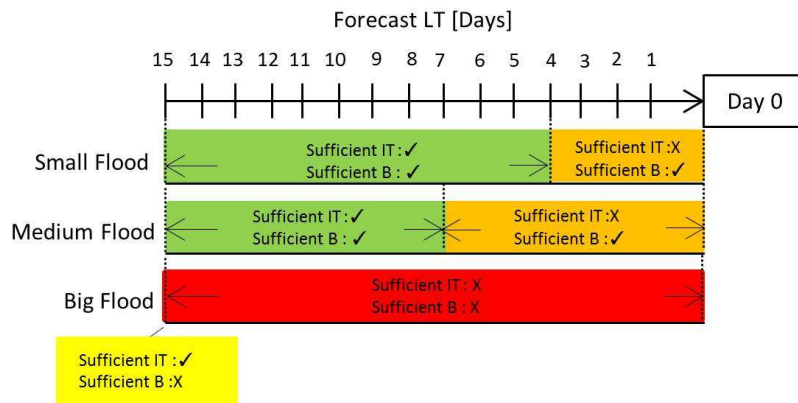 Forecast LT [Days]
15 14 13 12 11 10 9 8 7 6 5 4 3 2 1
Day 0
Small Flood
Sufficient IT :✓
Sufficient B : ✓
Sufficient IT :X
Sufficient B : ✓
Medium Flood
Sufficient IT :✓
Sufficient B : ✓
Sufficient IT:X
Sufficient B : ✓
Big Flood
Sufficient IT : X
Sufficient B : X
Sufficient IT :✓
Sufficient B :X